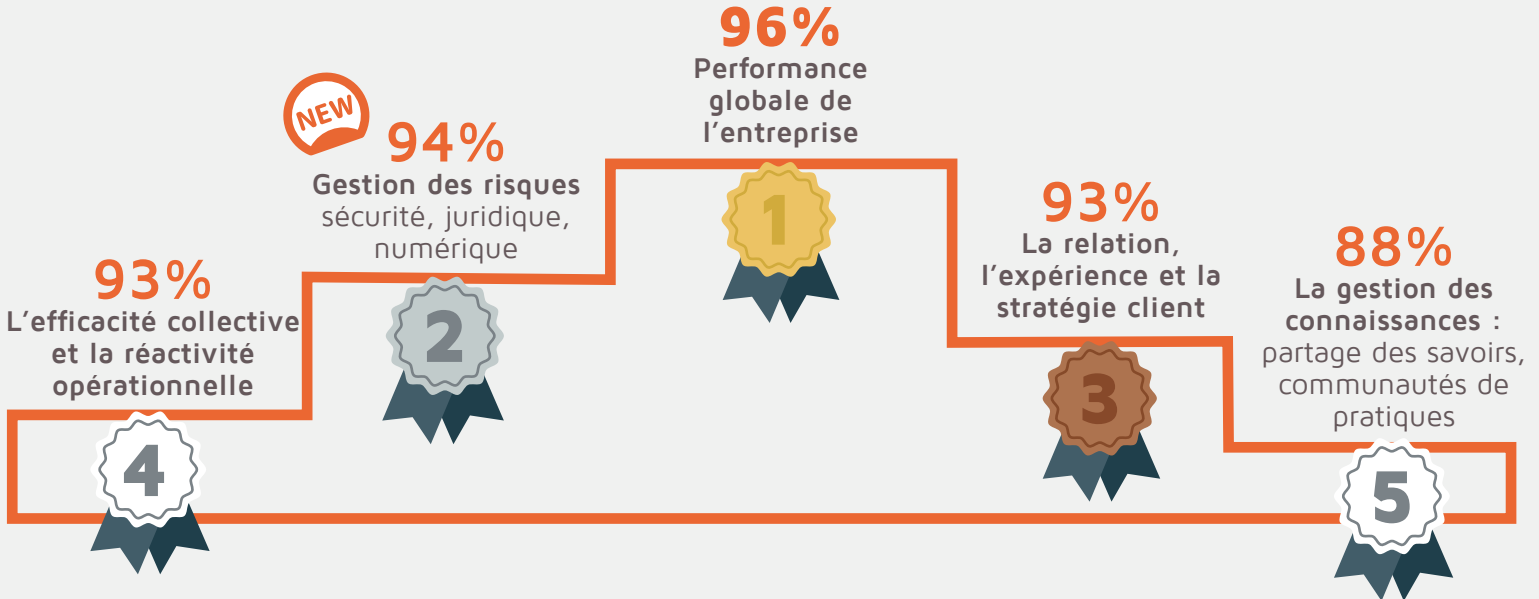 96%
Performance
globale de
l'entreprise
1
NEW
94%
Gestion des risques
sécurité, juridique,
numérique
2
93%
La relation,
l'expérience et la
stratégie client
3
93%
L'efficacité collective
et la réactivité
opérationnelle
4
88%
La gestion des
connaissances :
partage des savoirs,
communautés de
pratiques
5